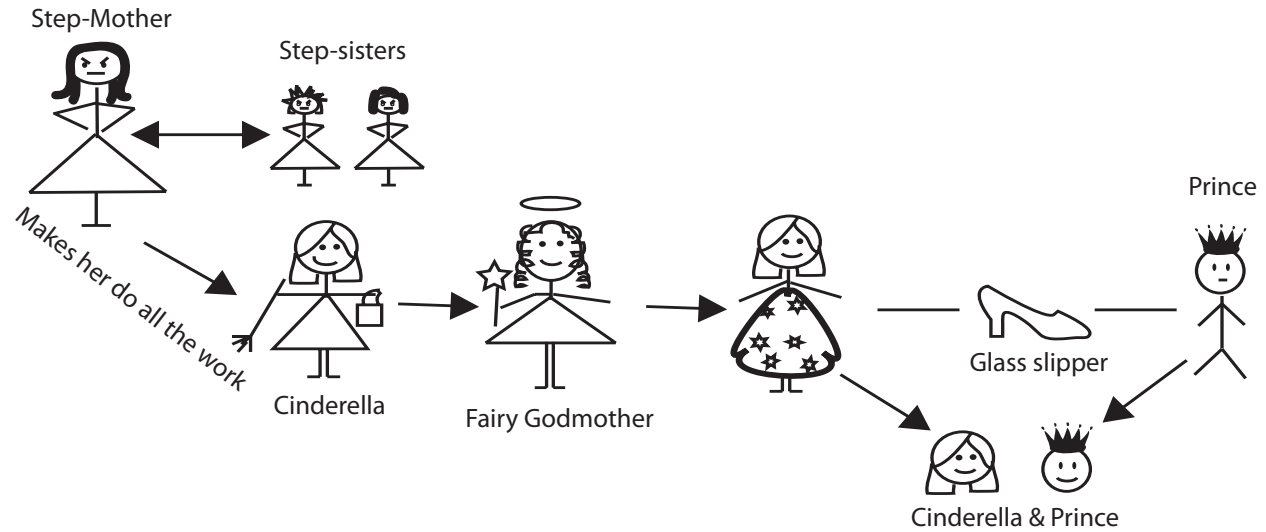 Step-Mother
Step-sisters
Makes her do all the work
Cinderella
Fairy Godmother
Glass slipper
Prince
Cinderella & Prince